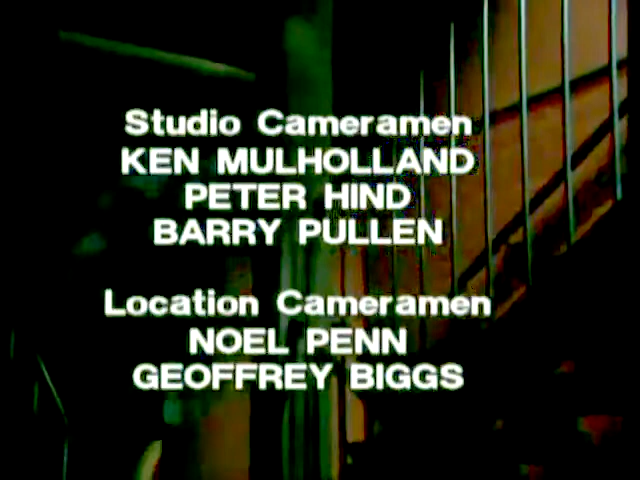 Studio Cameramen
KEN MULHOLLAND
PETER HIND
BARRY PULLEN
Location Cameramen
NOEL PENN
GEOFFREY BIGGS